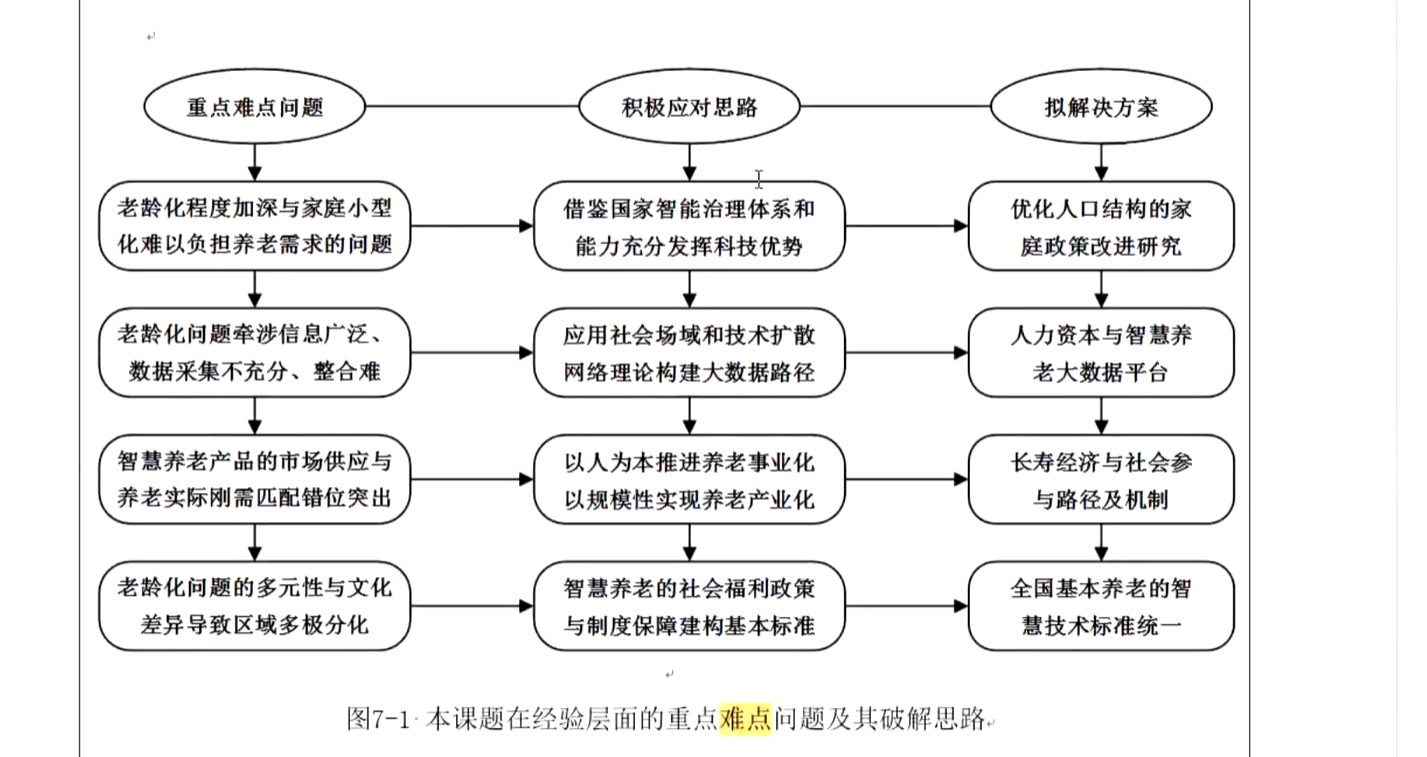 重点难点问题
积极应对思路
拟解决方案
老龄化程度加深与家庭小型
化难以负担养老需求的问题
借鉴国家智能治理体系和
能力充分发挥科技优势
优化人口结构的家
庭政策改进研究
老龄化问题牵涉信息广泛、
数据采集不充分、整合难
应用社会场域和技术扩散
网络理论构建大数据路径
人力资本与智慧养
老大数据平台
智慧养老产品的市场供应与
养老实际刚需匹配错位突出
以人为本推进养老事业化
以规模性实现养老产业化
长寿经济与社会参
与路径及机制
老龄化问题的多元性与文化
差异导致区域多极分化
智慧养老的社会福利政策
与制度保障建构基本标准
全国基本养老的智
慧技术标准统一
图7-1 本课题在经验层面的重点难点问题及其破解思路